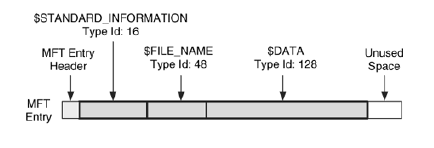 $STANDARD_INFORMATION
Type Id: 16
MFT Entry
Header
$FILE_NAME
Type Id: 48
$DATA
Type Id: 128
Unused
Space
MFT
Entry